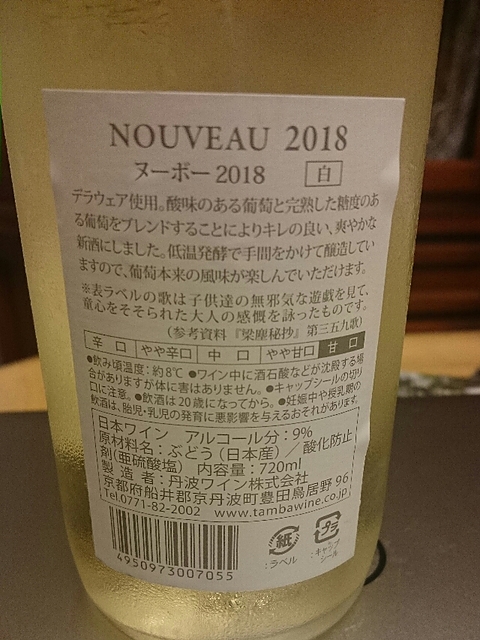 NOUVEAU 2018
ヌーボー2018 白
デラウェア使用。酸味のある葡萄と完熟した糖度のあ
る葡萄をブレンドすることによりキレの良い、爽やかな
新酒にしました。低温発酵で手間をかけて醸造してい
ますので、葡萄本来の風味が楽しんでいただけます。
※表ラベルの歌は子供達の無邪気な遊戯を見て、
童心をそそられた大人の感慨を詠ったものです。
(参考資料『梁塵秘抄』第三五九歌)
辛口 やや辛口 中口 やや甘口 甘口
●飲み頃温度:約8℃ ●ワイン中に酒石酸などが沈殿する場
合がありますが体に害はありません。●キャップシールの切り
口に注意。●飲酒は20歳になってから。●妊娠中や授乳期の
飲酒は、胎児・乳児の発育に悪影響を与えるおそれがあります。
日本ワイン アルコール分:9%
原材料名:ぶどう(日本産)/酸化防止
剤(亜硫酸塩) 内容量:720ml
製造者:丹波ワイン株式会社
京都府船井郡京丹波町豊田鳥居野96
Tel.0771-82-2002 www.tambawine.co.jp
4950973007055
紙
:ラベル
プラ
:キャップ
シール